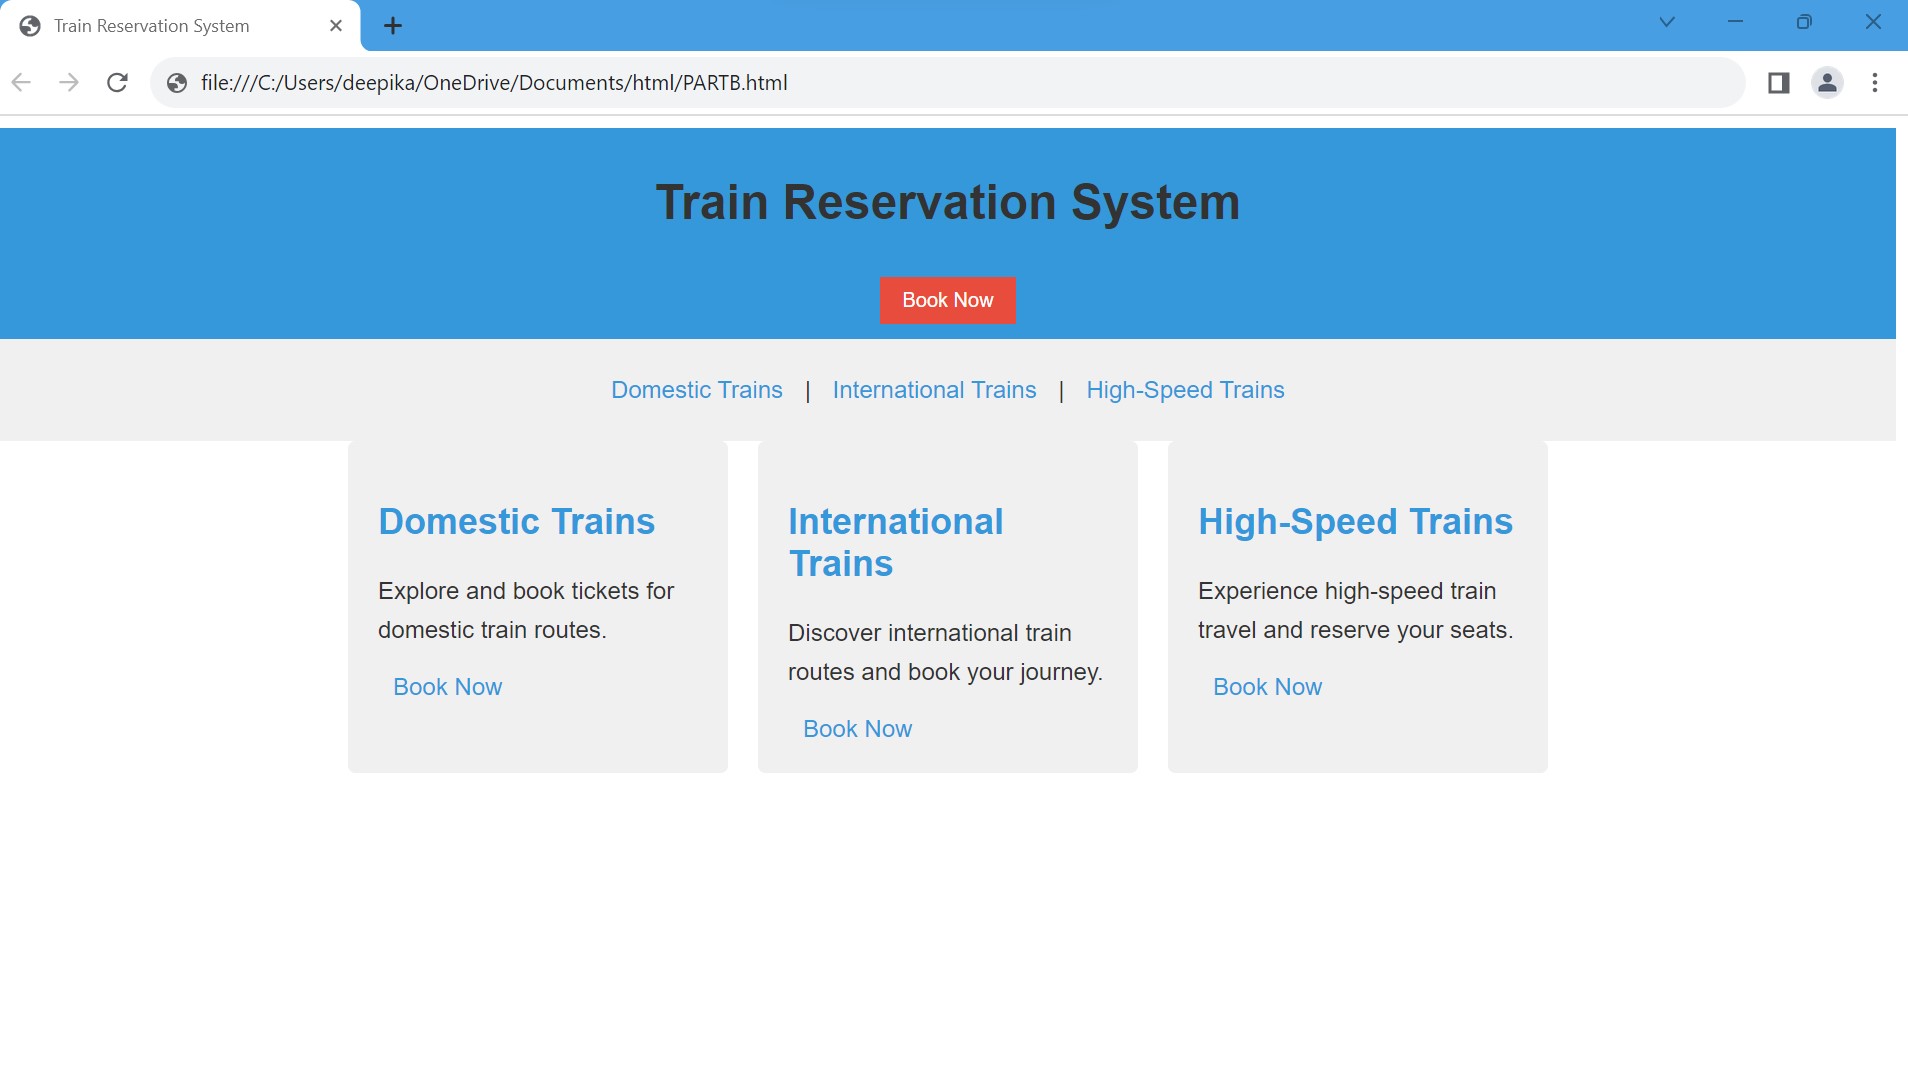 Train Reservation System
file:///C:/Users/deepika/OneDrive/Documents/html/PARTB.html
Train Reservation System
Book Now
Domestic Trains | International Trains | High-Speed Trains
Domestic Trains
Explore and book tickets for
domestic train routes.
Book Now
International
Trains
Discover international train
routes and book your journey.
Book Now
High-Speed Trains
Experience high-speed train
travel and reserve your seats.
Book Now